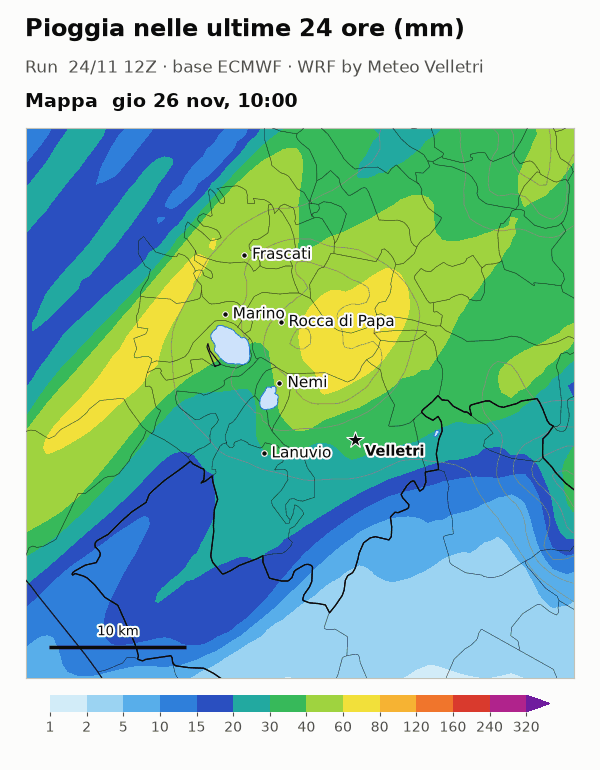 Pioggia nelle ultime 24 ore (mm)
Run  24/11 12Z · base ECMWF · WRF by Meteo Velletri
Mappa  gio 26 nov, 10:00
Frascati
Marino
Rocca di Papa
Nemi
Velletri
Lanuvio
10 km
1 2 5 10 15 20 30 40 60 80 120 160 240 320